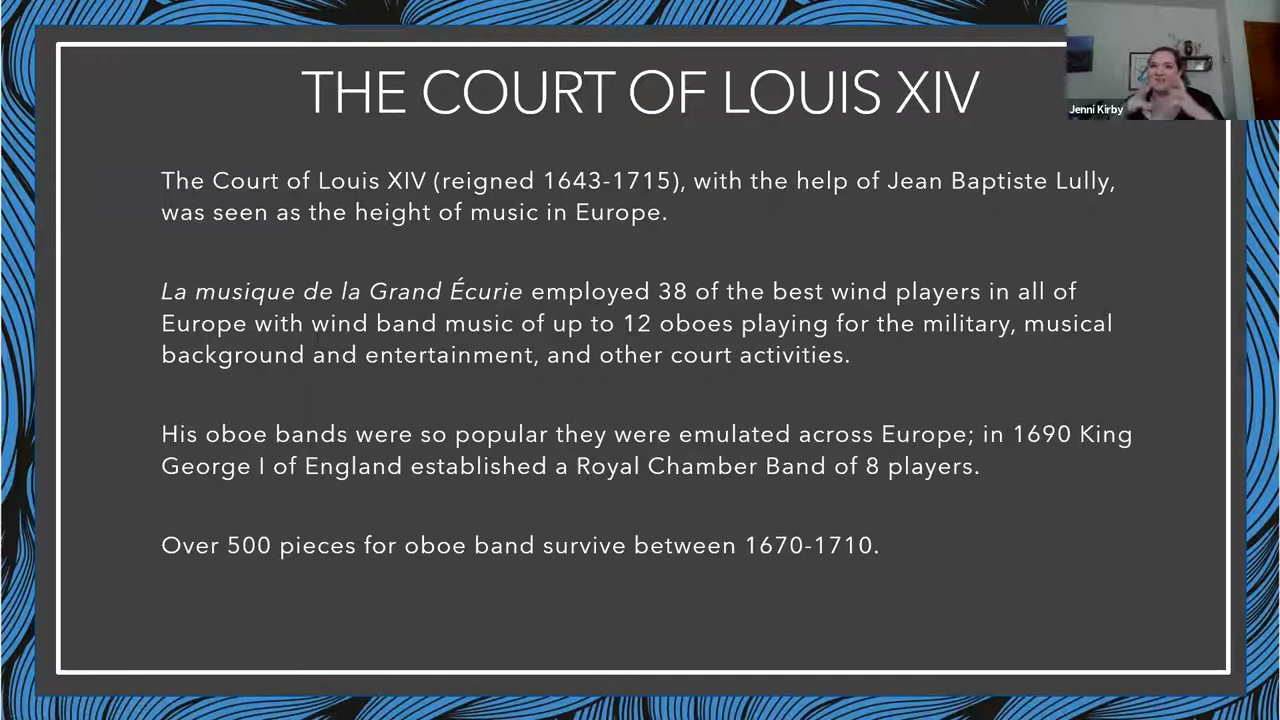 THE COURT OF LOUIS XIV
Jenni Kirby
The Court of Louis XIV (reigned 1643-1715), with the help of Jean Baptiste Lully,
was seen as the height of music in Europe.
La musique de la Grand Écurie employed 38 of the best wind players in all of
Europe with wind band music of up to 12 oboes playing for the military, musical
background and entertainment, and other court activities.
His oboe bands were so popular they were emulated across Europe; in 1690 King
George I of England established a Royal Chamber Band of 8 players.
Over 500 pieces for oboe band survive between 1670-1710.